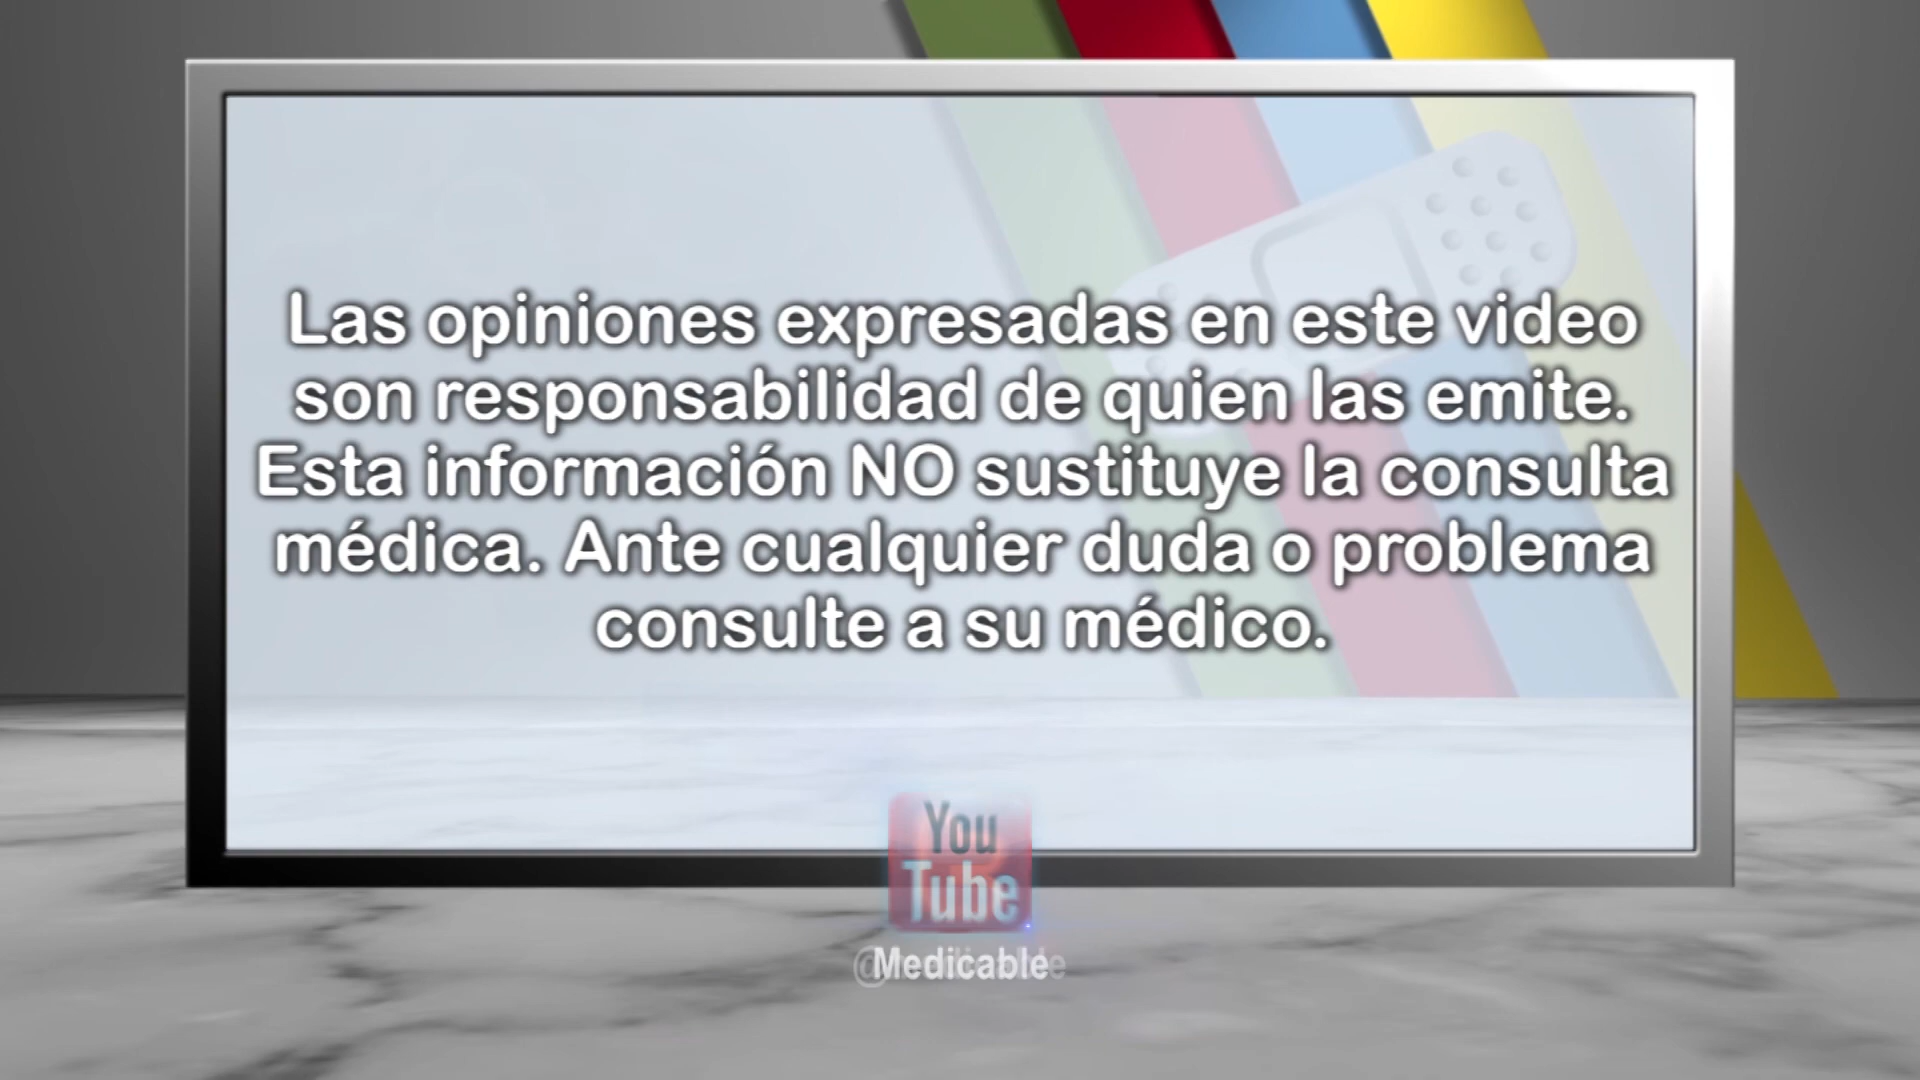 Las opiniones expresadas en este video
son responsabilidad de quien las emite.
Esta información NO sustituye la consulta
médica. Ante cualquier duda o problema
consulte a su médico.
You
Tube
Medicable